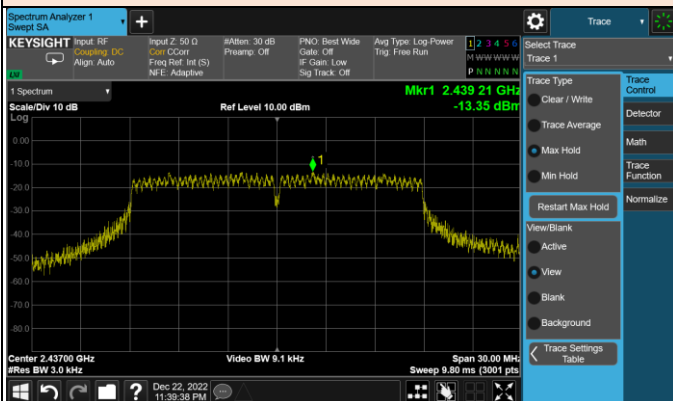 Spectrum Analyzer 1
Swept SA
Trace
KEYSIGHT
Input: RF
Coupling: DC
Align: Auto
Input Z: 50 Ω
Corr CCorr
Freq Ref: Int (S)
NFE: Adaptive
#Atten: 30 dB
Preamp: Off
PNO: Best Wide
Gate: Off
IF Gain: Low
Sig Track: Off
Avg Type: Log-Power
Trig: Free Run
1 2 3 4 5 6
M W W W W W
P N N N N N
LXI
Select Trace
Trace 1
1 Spectrum
Scale/Div 10 dB
Log
Ref Level 10.00 dBm
Mkr1 2.439 21 GHz
-13.35 dBm
0.00
-10.0
-20.0
-30.0
-40.0
-50.0
-60.0
-70.0
-80.0
1
Center 2.43700 GHz
#Res BW 3.0 kHz
Video BW 9.1 kHz
Span 30.00 MHz
Sweep 9.80 ms (3001 pts
Trace Type
Clear / Write
Trace Average
Max Hold
Min Hold
Restart Max Hold
View/Blank
Active
View
Blank
Background
Trace Settings
Table
Trace
Control
Detector
Math
Trace
Function
Normalize
?
Dec 22, 2022
11:39:38 PM